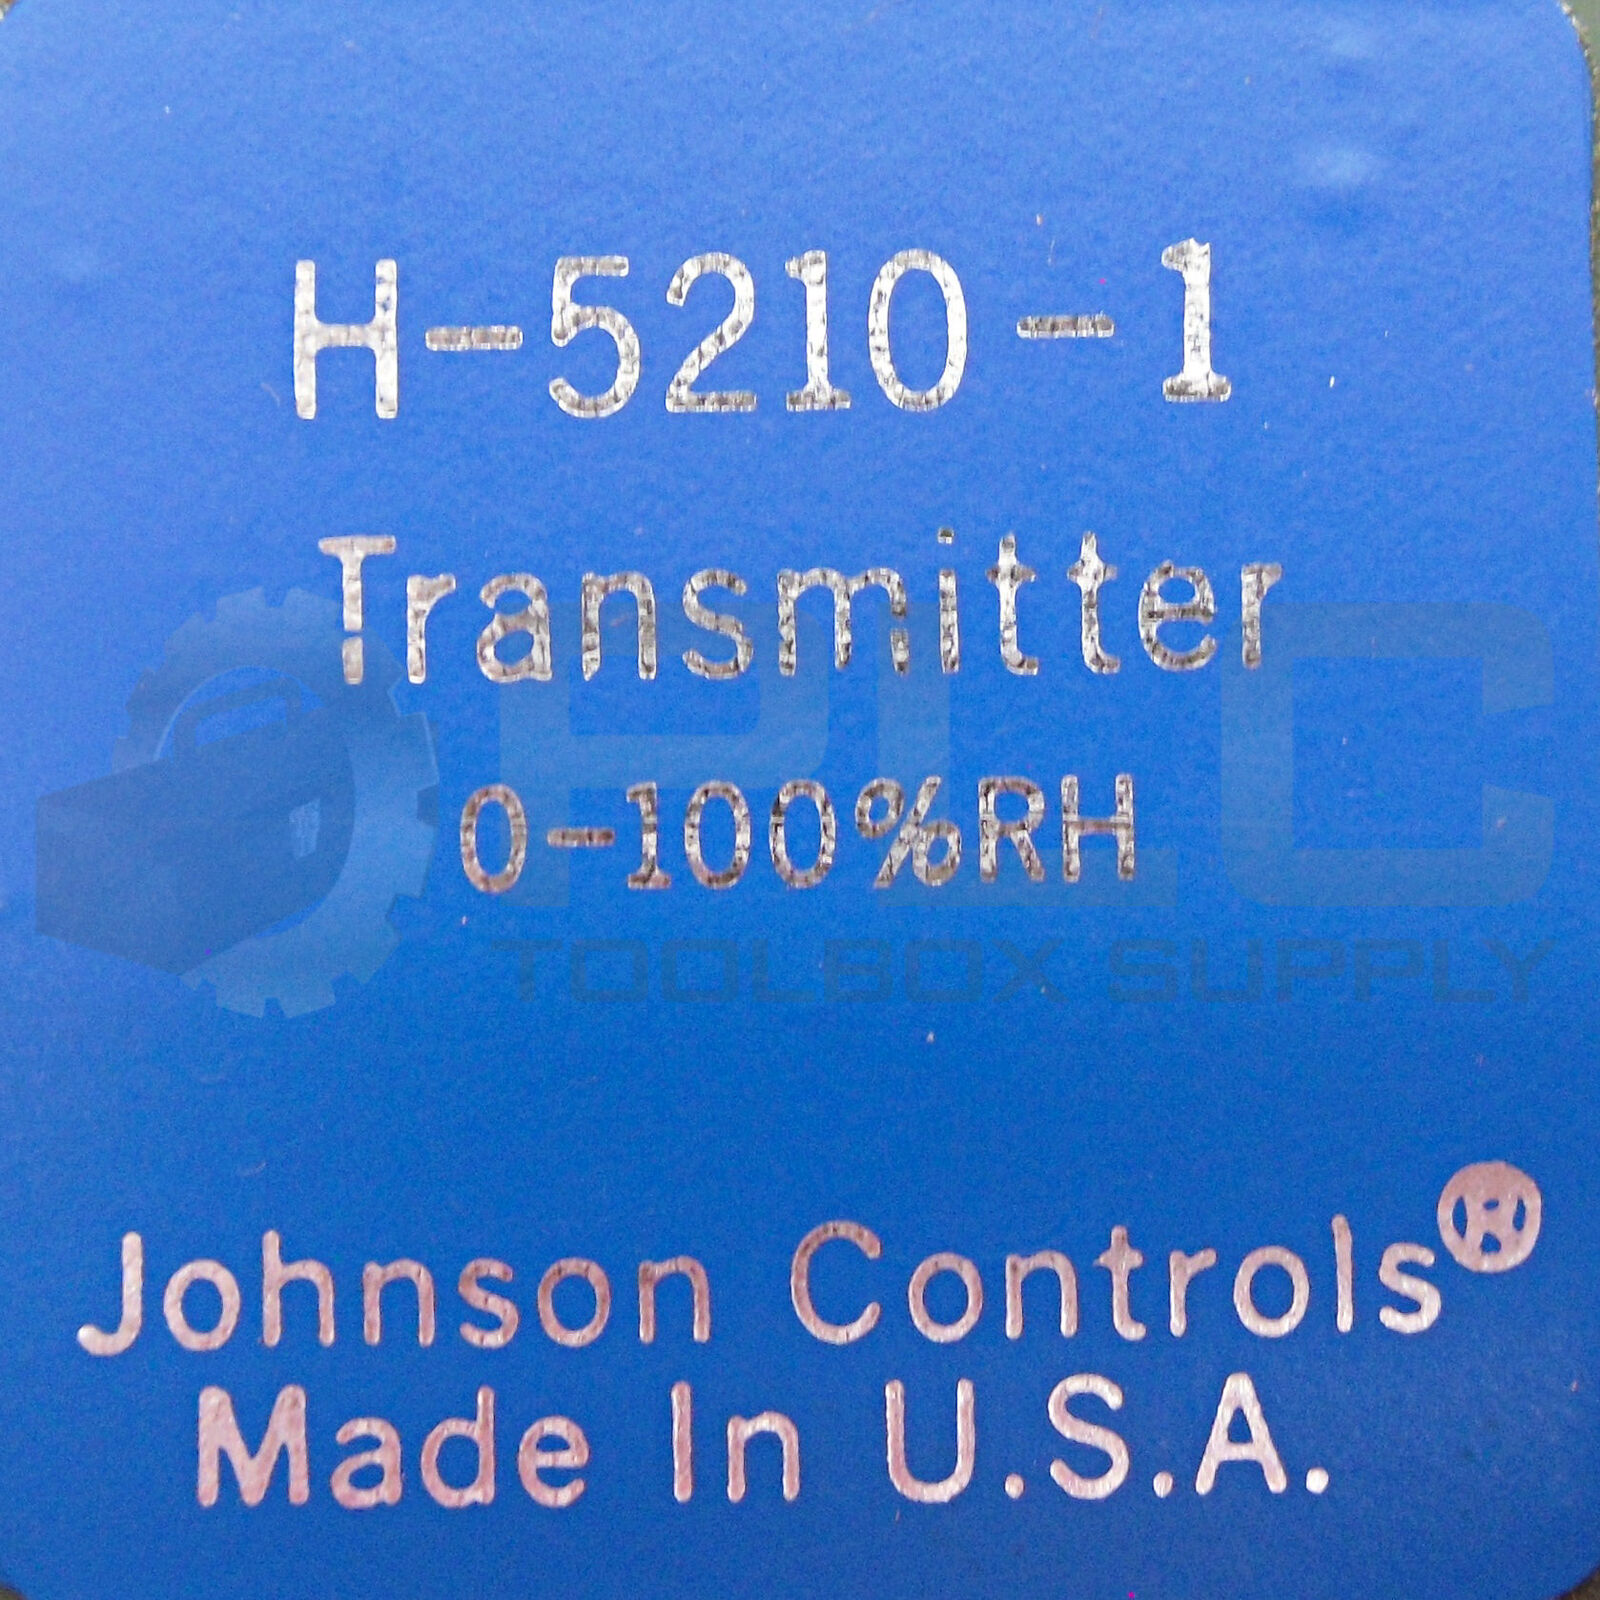 H-5210-1
Transmitter
0-100%RH
PLC
TOOLBOX SUPPLY
Johnson Controls®
Made In U.S.A.